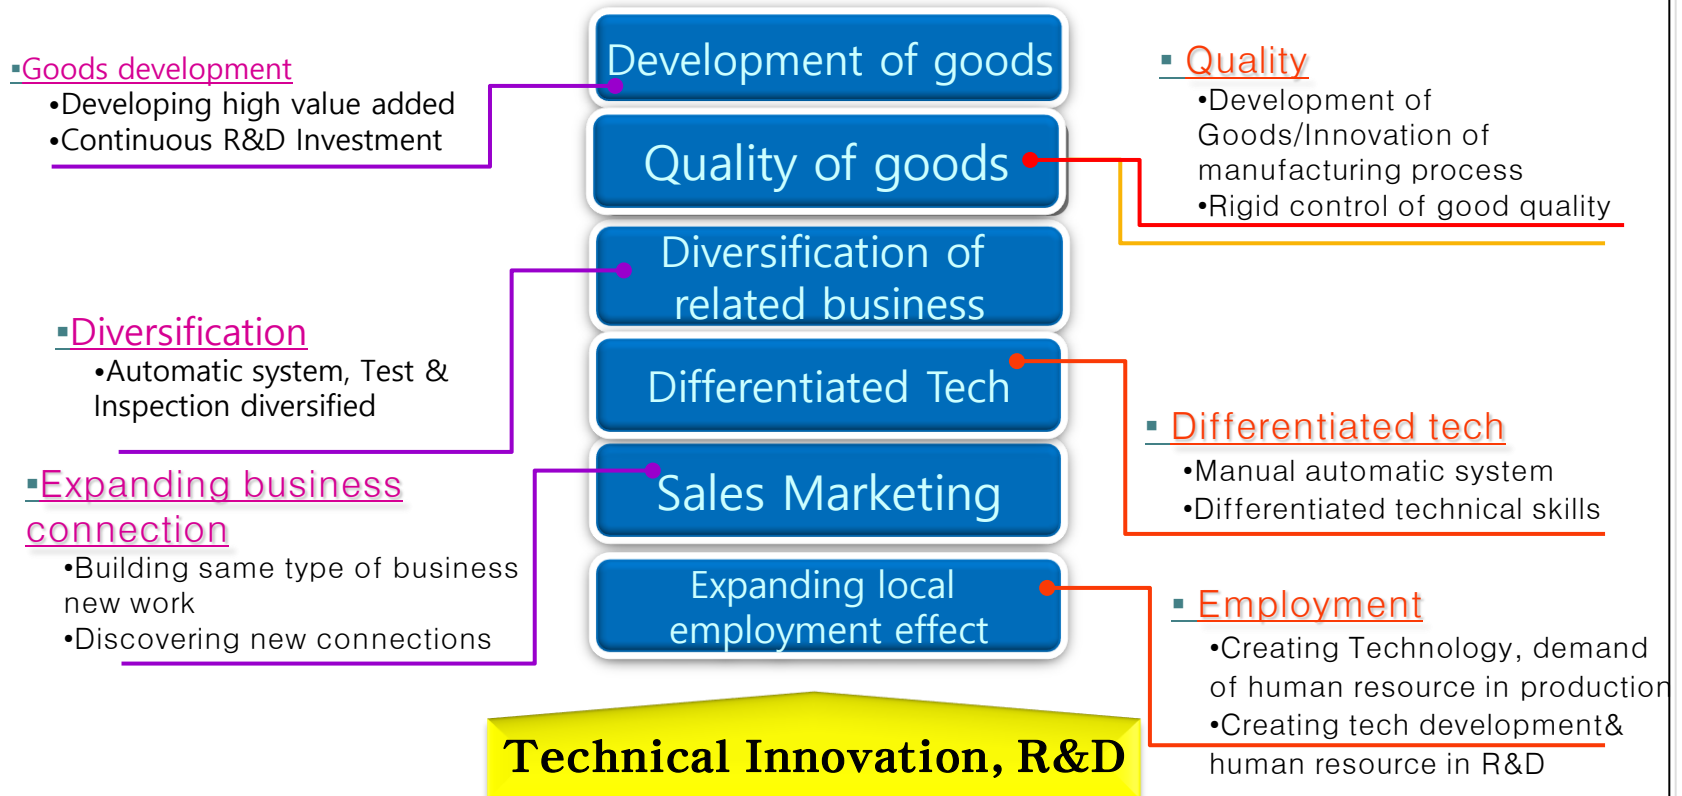 Development of goods
Quality of goods
Diversification of
related business
Differentiated Tech
Sales Marketing
Expanding local
employment effect
Technical Innovation, R&D
▪Goods development
•Developing high value added
•Continuous R&D Investment
▪Diversification
•Automatic system, Test &
Inspection diversified
▪Expanding business
connection
•Building same type of business
new work
•Discovering new connections
▪ Quality
•Development of
Goods/Innovation of
manufacturing process
•Rigid control of good quality
▪ Differentiated tech
•Manual automatic system
•Differentiated technical skills
▪ Employment
•Creating Technology, demand
of human resource in production
•Creating tech development&
human resource in R&D